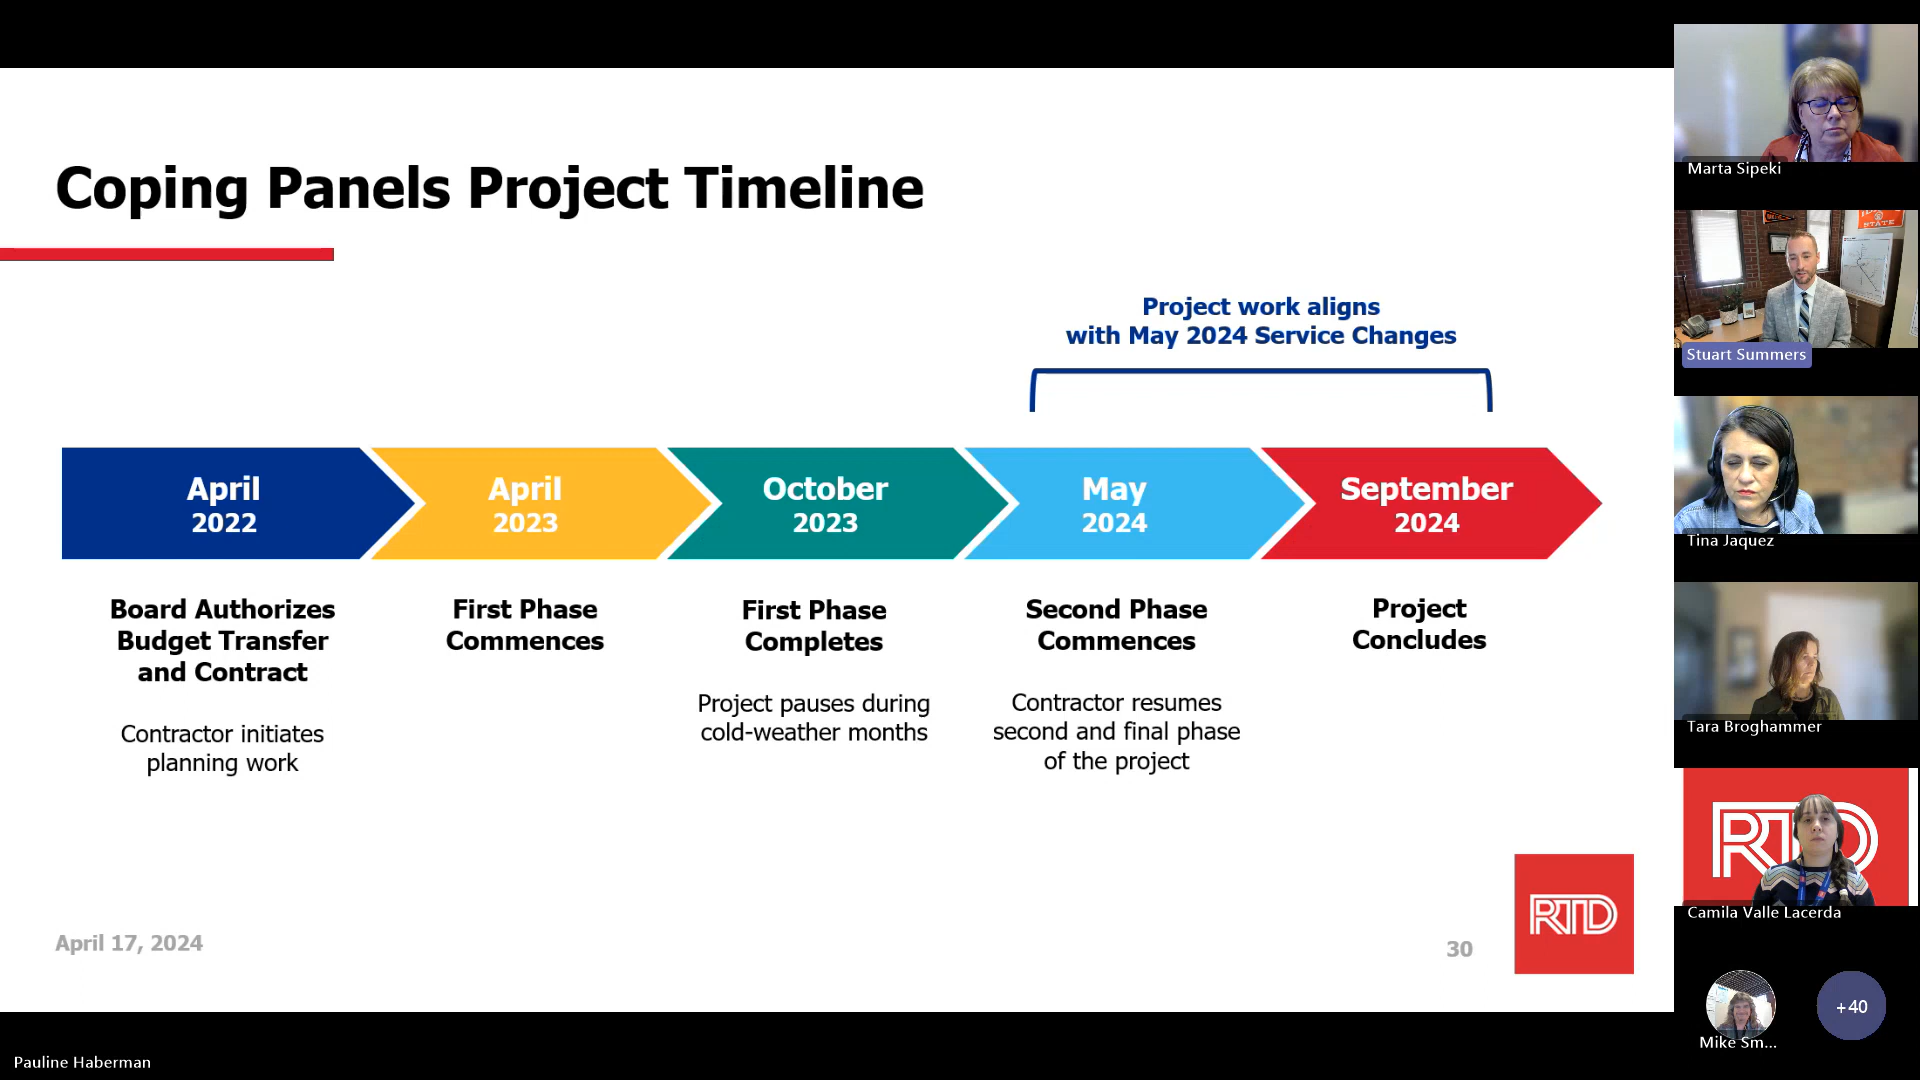 Coping Panels Project Timeline
Project work aligns
with May 2024 Service Changes
April
2022
April
2023
October
2023
May
2024
September
2024
Board Authorizes
Budget Transfer
and Contract
Contractor initiates
planning work
First Phase
Commences
First Phase
Completes
Project pauses during
cold-weather months
Second Phase
Commences
Contractor resumes
second and final phase
of the project
Project
Concludes
April 17, 2024
30
RTD
Pauline Haberman
Marta Sipeki
STATE
Stuart Summers
Tina Jaquez
Tara Broghammer
RTD
Camila Valle Lacerda
+40
Mike Sm...